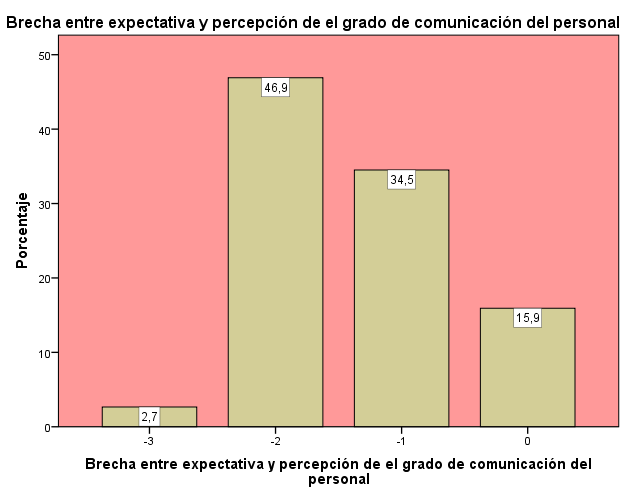 Brecha entre expectativa y percepción de el grado de comunicación del personal
50
40
30
20
10
0
Porcentaje
46,9
34,5
15,9
2,7
-3 -2 -1 0
Brecha entre expectativa y percepción de el grado de comunicación del
personal